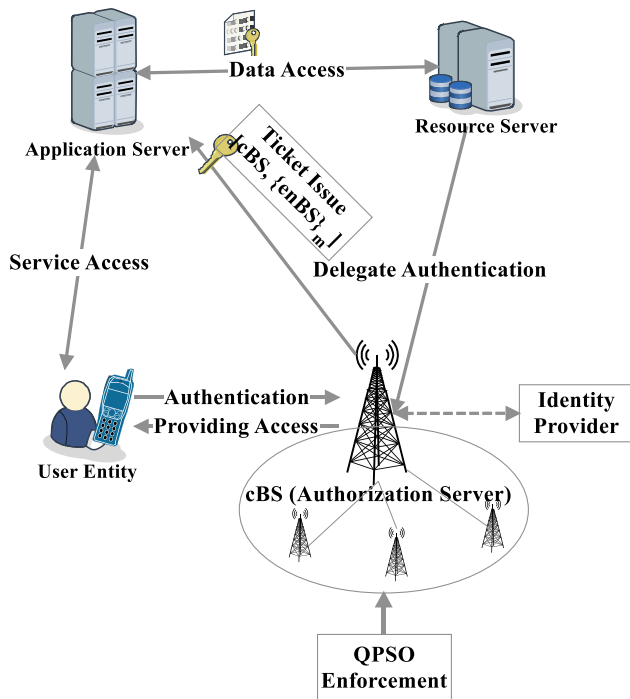 Data Access
Application Server
Resource Server
Ticket Issue
[cBS, {enBS}m]
Service Access
Delegate Authentication
Authentication
Providing Access
Identity
Provider
User Entity
cBS (Authorization Server)
QPSO
Enforcement